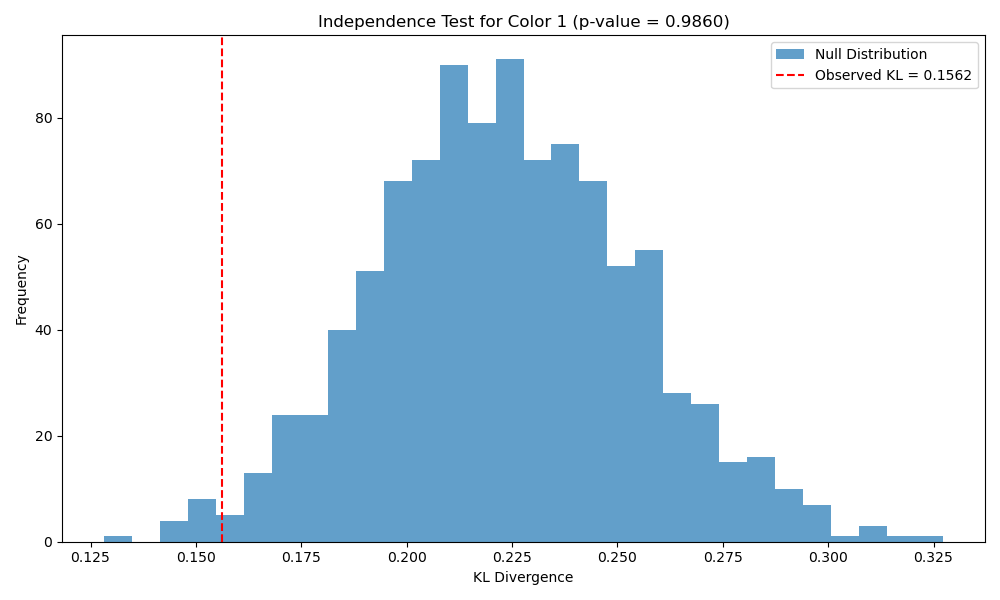 Independence Test for Color 1 (p-value = 0.9860)
Null Distribution
Observed KL = 0.1562
Frequency
80
60
40
20
0
0.125 0.150 0.175 0.200 0.225 0.250 0.275 0.300 0.325
KL Divergence